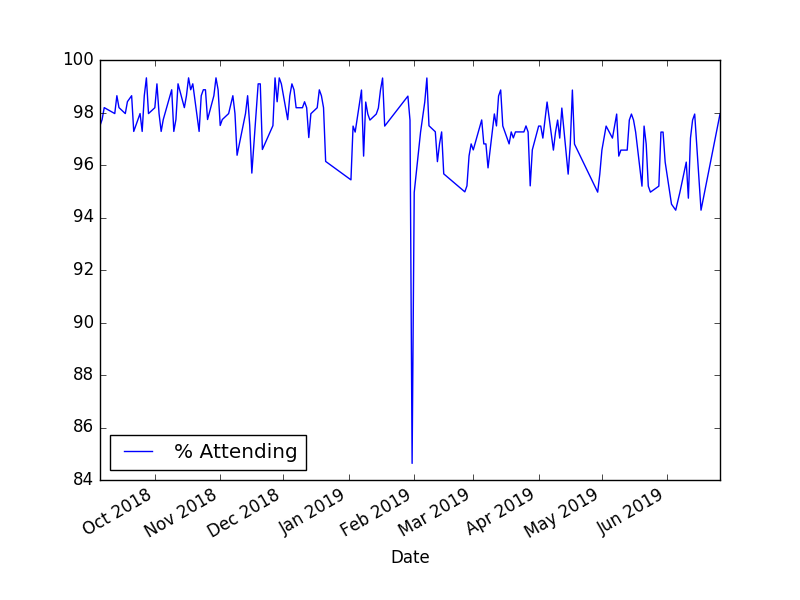 100
98
96
94
92
90
88
86
84
% Attending
Oct 2018
Nov 2018
Dec 2018
Jan 2019
Feb 2019
Mar 2019
Apr 2019
May 2019
Jun 2019
Date